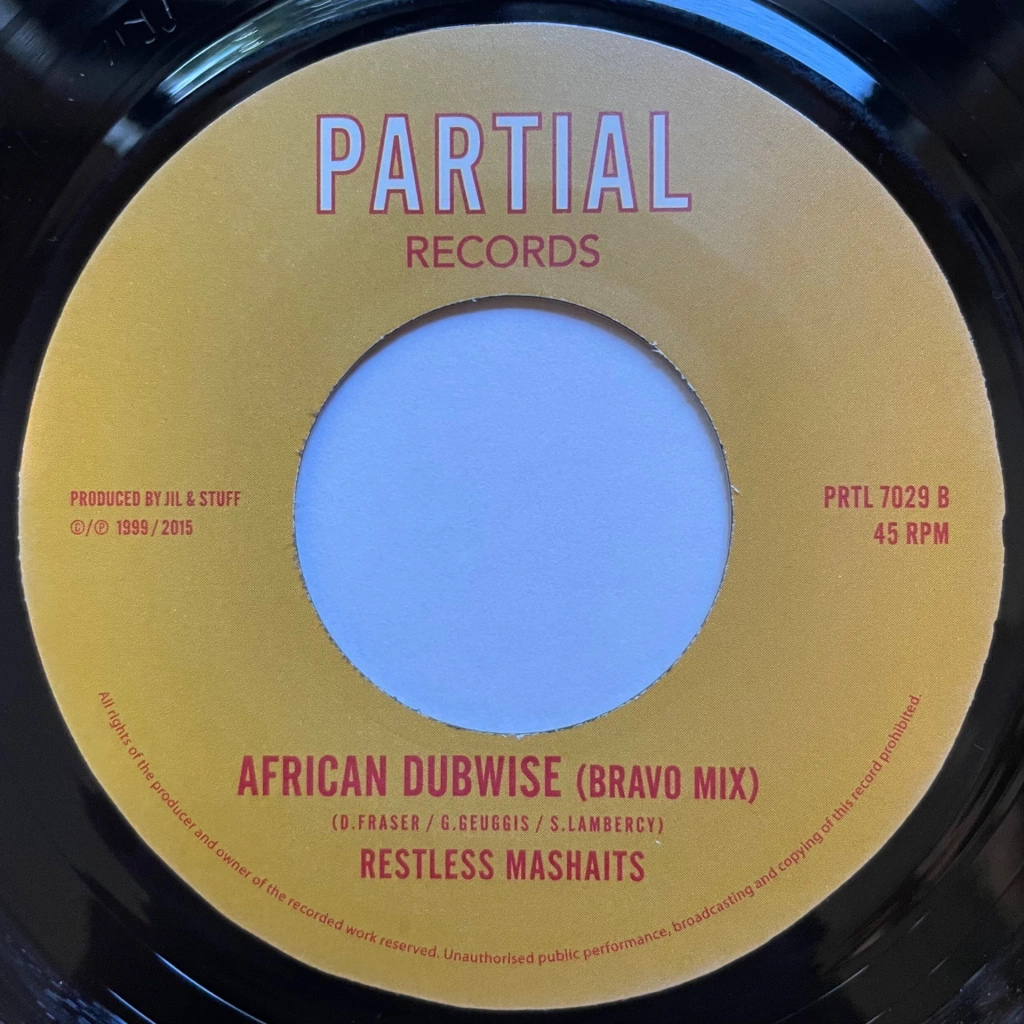 PARTIAL
RECORDS
PRODUCED BY JIL & STUFF
©/℗ 1999/2015
PRTL 7029 B
45 RPM
AFRICAN DUBWISE (BRAVO MIX)
(D.FRASER / G.GEUGGIS / S.LAMBERCY)
RESTLESS MASHAITS
All rights of the producer and owner of the recorded work reserved. Unauthorised public performance, broadcasting and copying of this record prohibited.